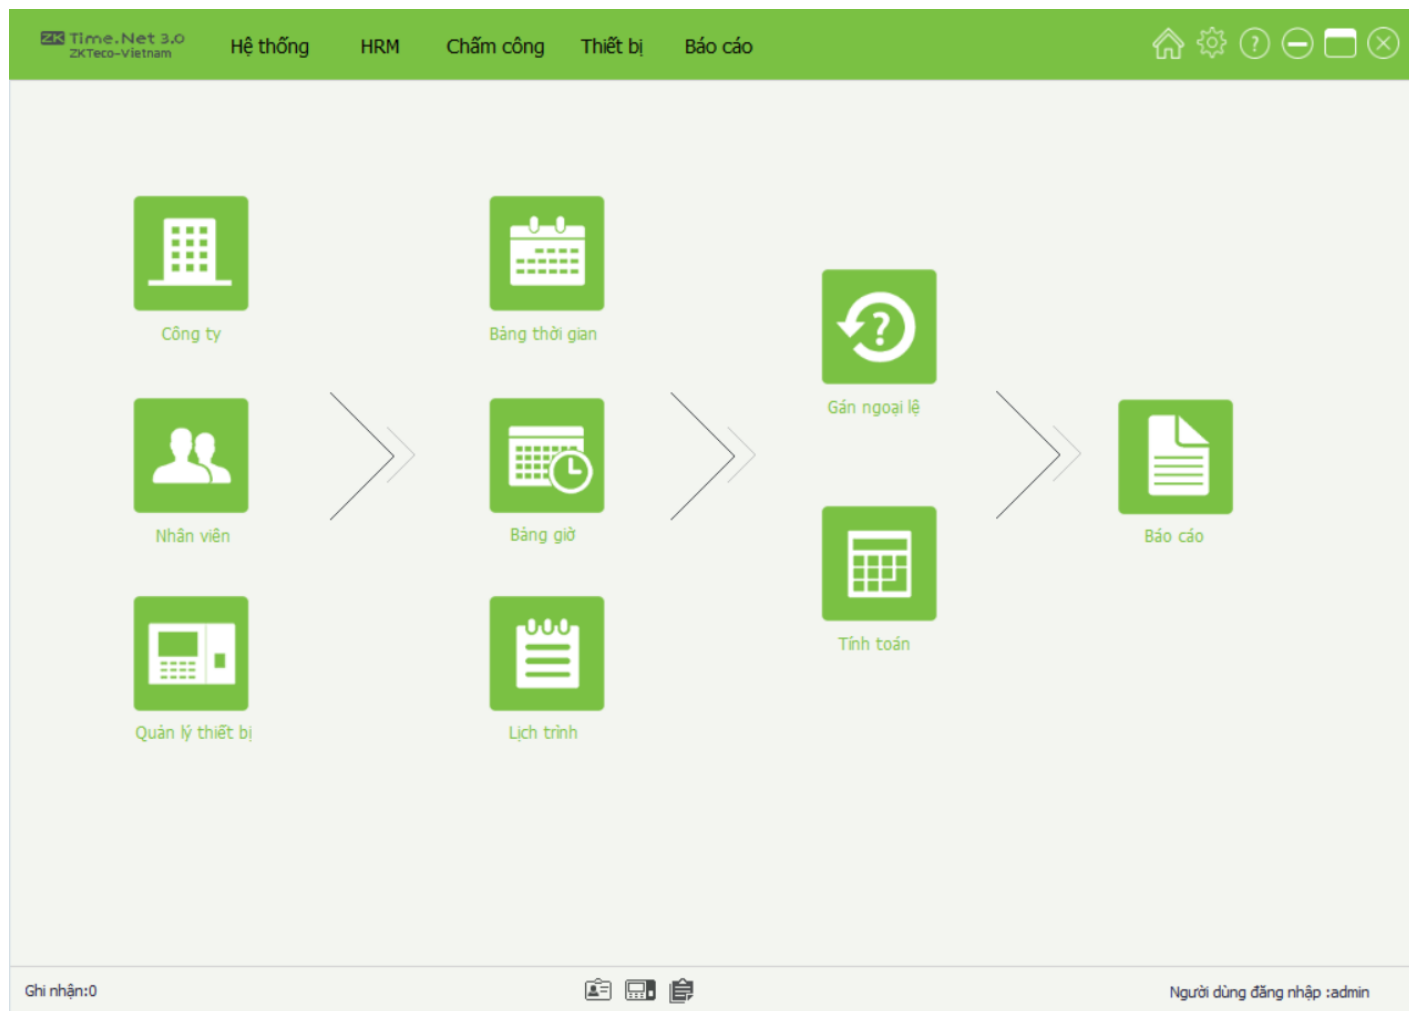 ZK Time.Net 3.0
ZKTeco-Vietnam
Hệ thống HRM Chấm công Thiết bị Báo cáo
Công ty
Bảng thời gian
Gán ngoại lệ
Nhân viên
Bảng giờ
Báo cáo
Tính toán
Quản lý thiết bị
Lịch trình
Ghi nhận:0
Người dùng đăng nhập :admin